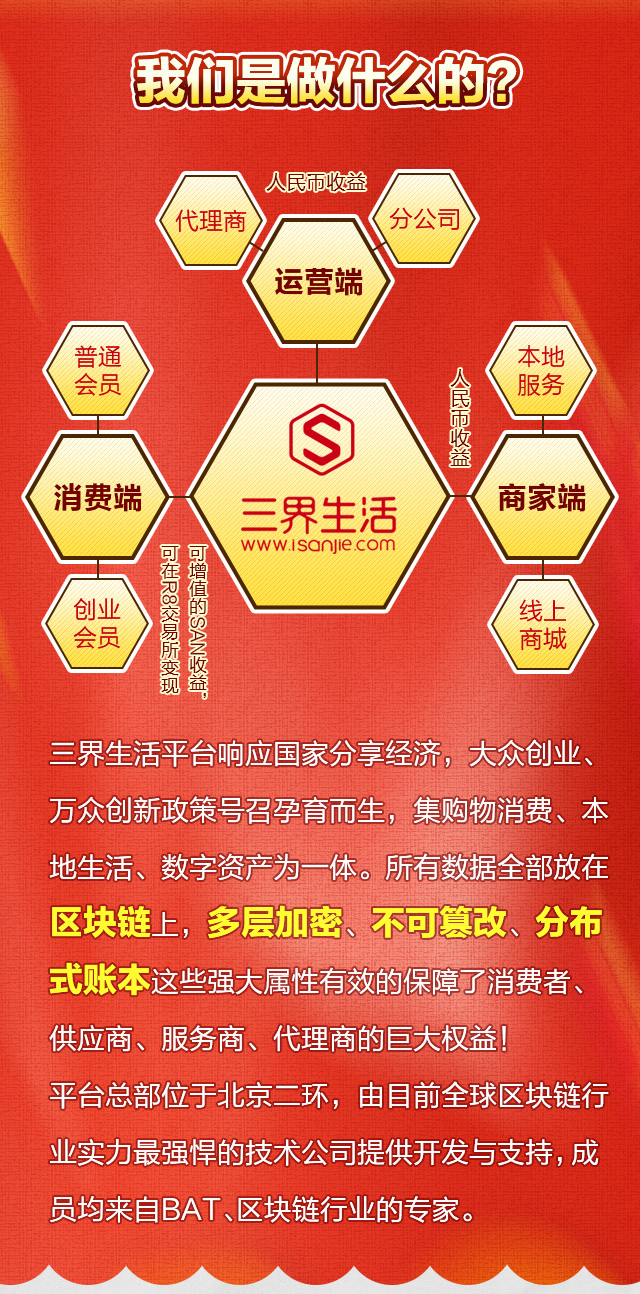 我们是做什么的?
人民币收益
代理商
分公司
运营端
普通
会员
本地
服务
人民币收益
消费端
三界生活
www.isanjie.com
商家端
创业
会员
可增值的SAN收益,
可在R8交易所变现
线上
商城
三界生活平台响应国家分享经济，大众创业、
万众创新政策号召孕育而生，集购物消费、本
地生活、数字资产为一体。所有数据全部放在
区块链上，多层加密、不可篡改、分布
式账本这些强大属性有效的保障了消费者、
供应商、服务商、代理商的巨大权益！
平台总部位于北京二环，由目前全球区块链行
业实力最强悍的技术公司提供开发与支持，成
员均来自BAT、区块链行业的专家。